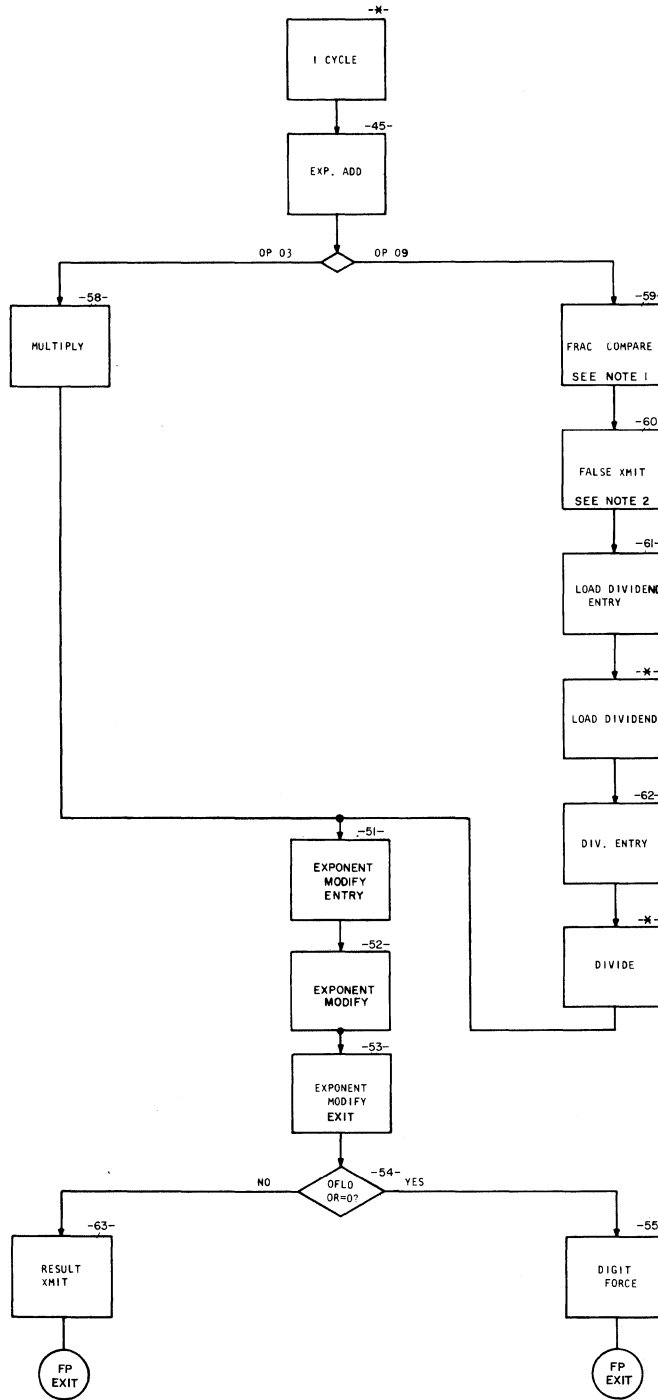 -*-
I CYCLE
-45-
EXP. ADD
OP 03
OP 09
-58-
MULTIPLY
-59-
FRAC COMPARE
SEE NOTE 1
-60-
FALSE XMIT
SEE NOTE 2
-61-
LOAD DIVIDEND
ENTRY
-*-
LOAD DIVIDEND
-62-
DIV. ENTRY
-*-
DIVIDE
-51-
EXPONENT
MODIFY
ENTRY
-52-
EXPONENT
MODIFY
-53-
EXPONENT
MODIFY
EXIT
-54-
OFLO
OR=0?
NO
YES
-63-
RESULT
XMIT
-55
DIGIT
FORCE
FP
EXIT
FP
EXIT